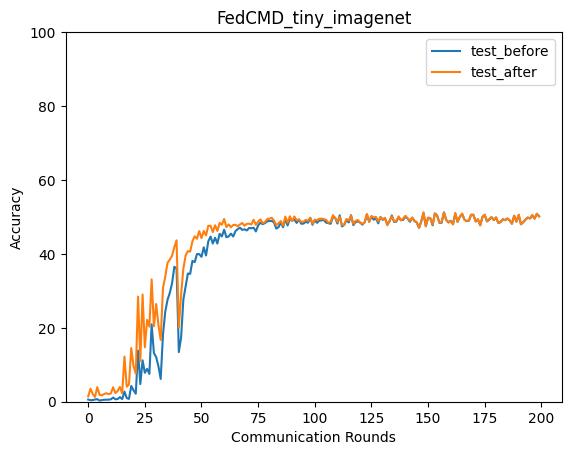 FedCMD_tiny_imagenet
100
80
60
40
20
0
Accuracy
test_before
test_after
0 25 50 75 100 125 150 175 200
Communication Rounds